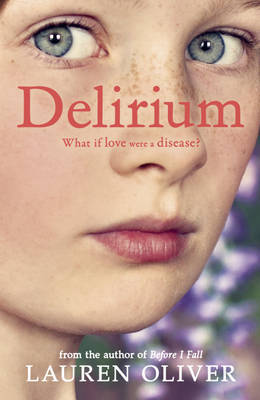 Delirium
What if love were a disease?
from the author of Before I Fall
LAUREN OLIVER